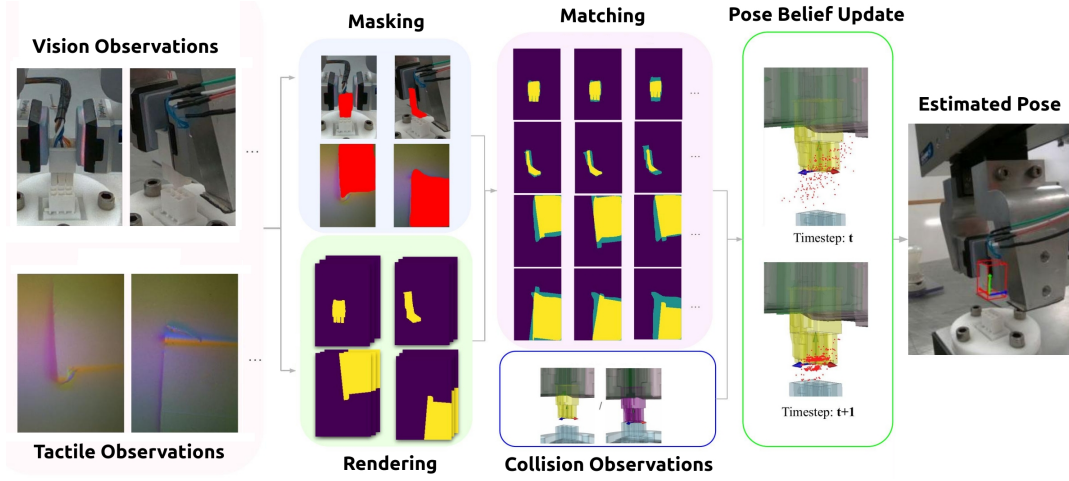 Vision Observations
...
Tactile Observations
...
Masking
Rendering
Matching
...
...
...
...
Collision Observations
/
Pose Belief Update
Timestep: t
Timestep: t+1
Estimated Pose